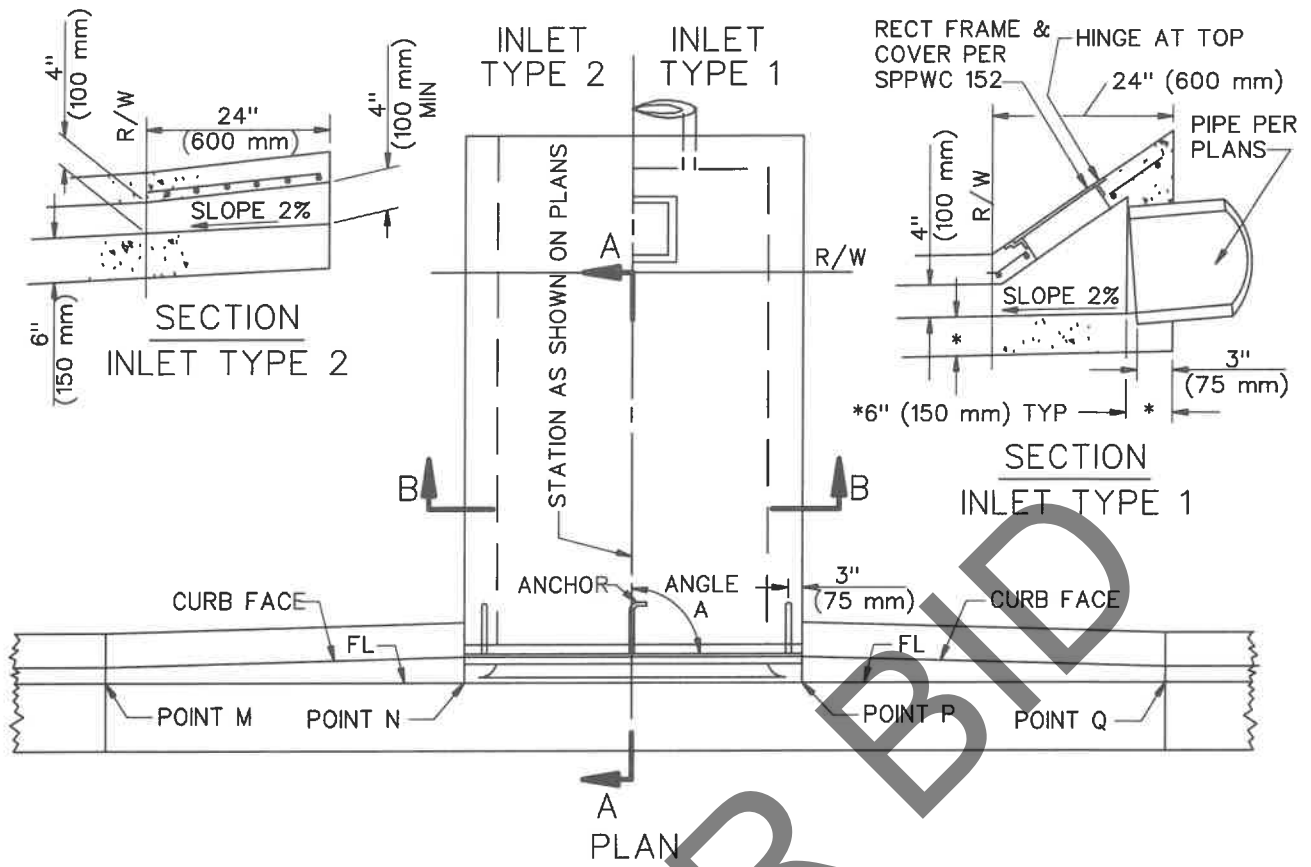 4"
(100 mm)
R/W
24"
(600 mm)
4"
(100 mm)
MIN
SLOPE 2%
6"
(150 mm)
SECTION
INLET TYPE 2
INLET
TYPE 2
INLET
TYPE 1
STATION AS SHOWN ON PLANS
A
R/W
B
B
ANCHOR
ANGLE
A
3"
(75 mm)
CURB FACE
CURB FACE
FL
FL
POINT M
POINT N
POINT P
POINT Q
A
PLAN
RECT FRAME &
COVER PER
SPPWC 152
HINGE AT TOP
24" (600 mm)
PIPE PER
PLANS
4"
(100 mm)
R/W
SLOPE 2%
*
3"
(75 mm)
*6" (150 mm) TYP
*
SECTION
INLET TYPE 1
R BID